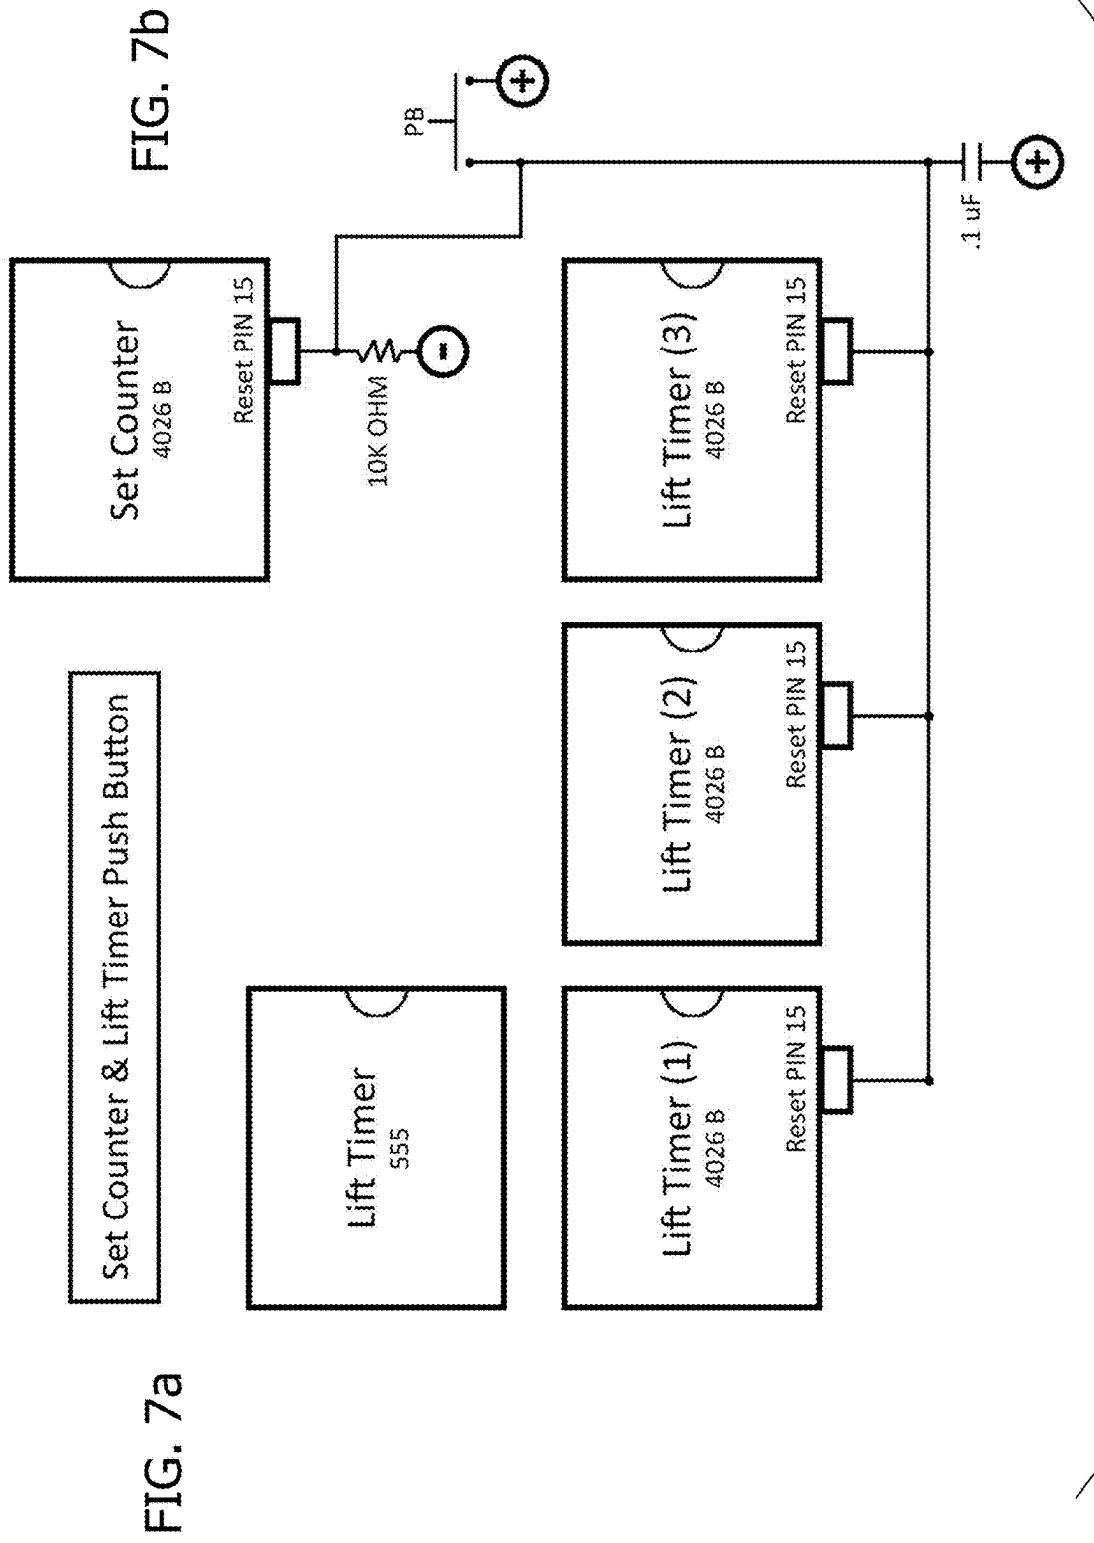 FIG. 7a
FIG. 7b
Set Counter & Lift Timer Push Button
Set Counter
4026 B
Reset PIN 15
10K OHM
-
Lift Timer
555
PB
+
Lift Timer (1)
4026 B
Reset PIN 15
Lift Timer (2)
4026 B
Reset PIN 15
Lift Timer (3)
4026 B
Reset PIN 15
.1 uF
+